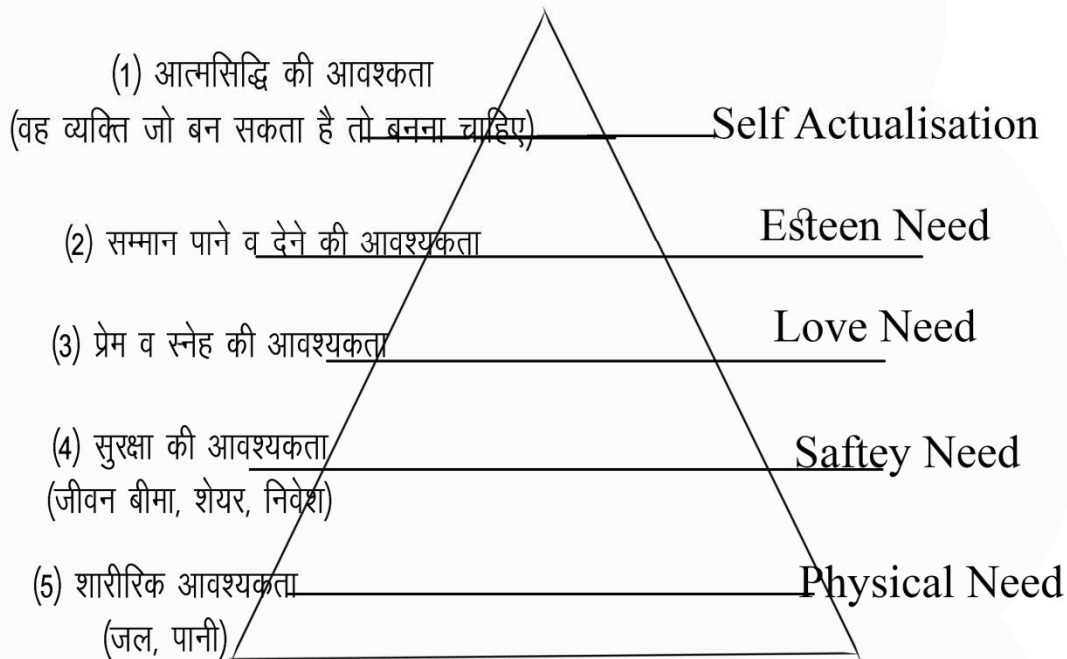 (1) आत्मसिद्धि की आवश्कता
(वह व्यक्ति जो बन सकता है तो बनना चाहिए)
Self Actualisation
(2) सम्मान पाने व देने की आवश्यकता
Esteen Need
(3) प्रेम व स्नेह की आवश्यकता
Love Need
(4) सुरक्षा की आवश्यकता
Saftey Need
(जीवन बीमा, शेयर, निवेश)
(5) शारीरिक आवश्यकता
Physical Need
(जल, पानी)